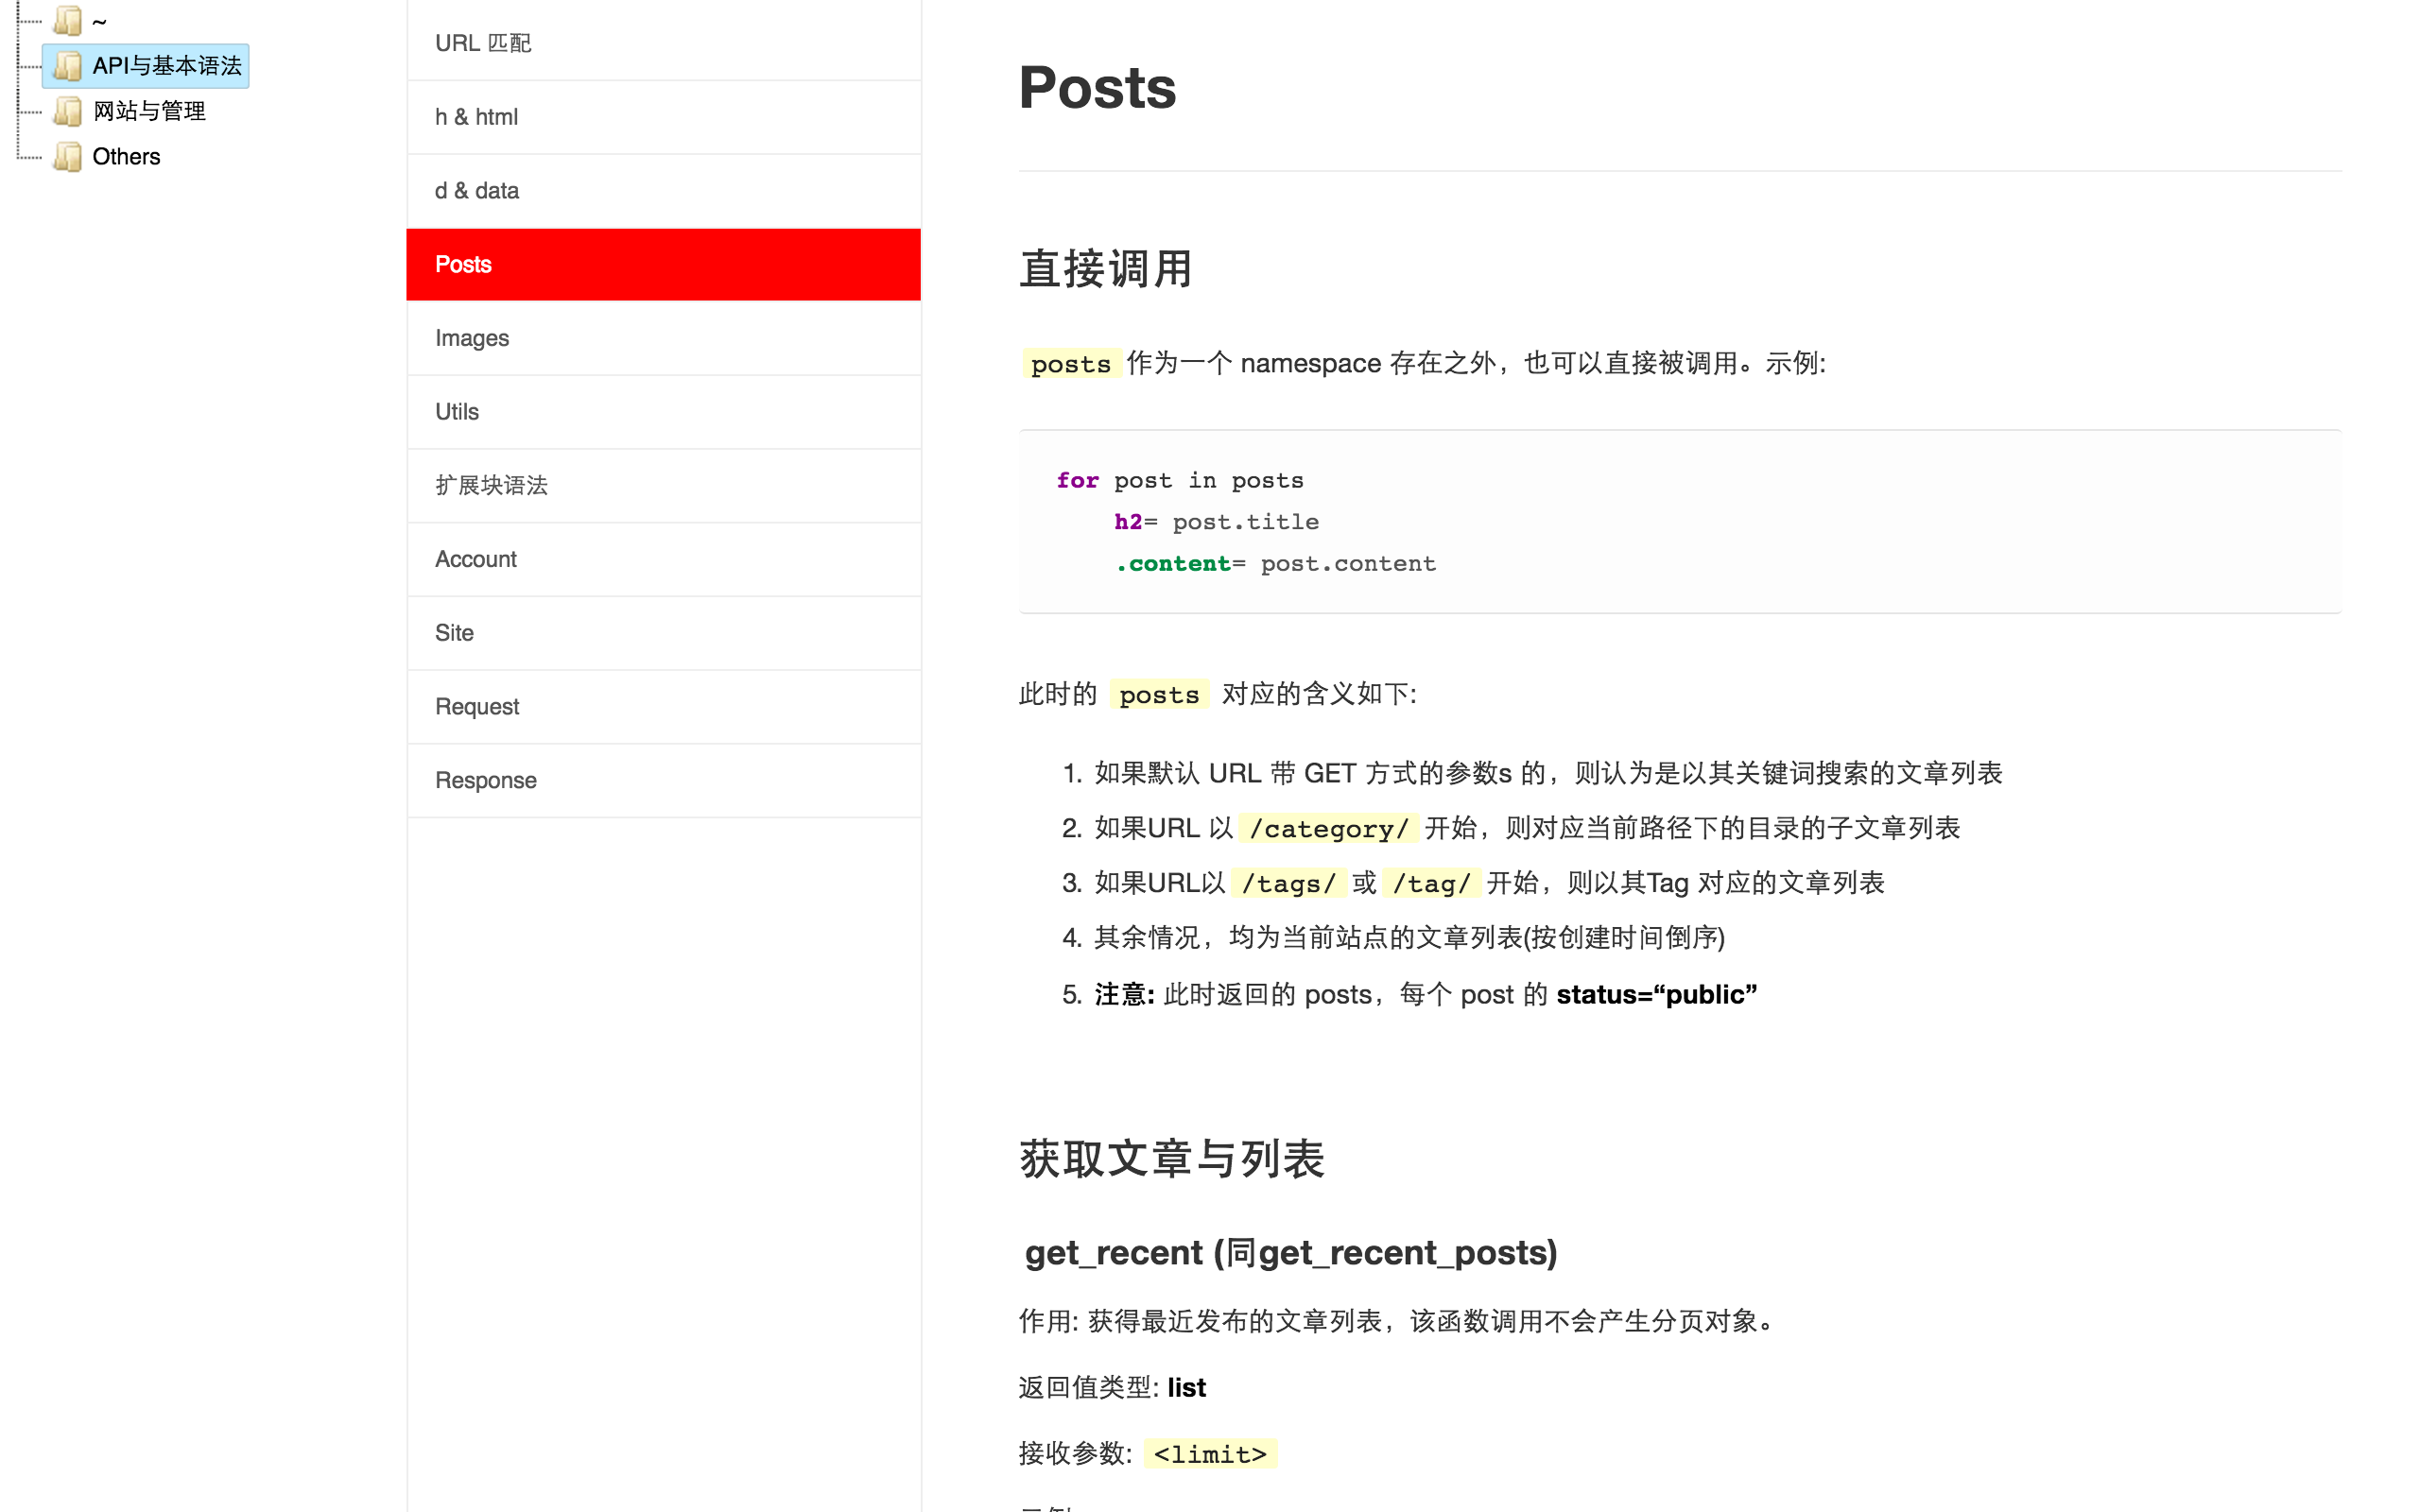 ~
API与基本语法
网站与管理
Others
URL 匹配
h & html
d & data
Posts
Images
Utils
扩展块语法
Account
Site
Request
Response
Posts
直接调用
posts 作为一个 namespace 存在之外，也可以直接被调用。示例:
for post in posts
h2= post.title
.content= post.content
此时的 posts 对应的含义如下:
1. 如果默认 URL 带 GET 方式的参数s 的，则认为是以其关键词搜索的文章列表
2. 如果URL 以 /category/ 开始，则对应当前路径下的目录的子文章列表
3. 如果URL以 /tags/ 或 /tag/ 开始，则以其Tag 对应的文章列表
4. 其余情况，均为当前站点的文章列表(按创建时间倒序)
5. 注意: 此时返回的 posts，每个 post 的 status=“public”
获取文章与列表
get_recent (同get_recent_posts)
作用: 获得最近发布的文章列表，该函数调用不会产生分页对象。
返回值类型: list
接收参数: <limit>